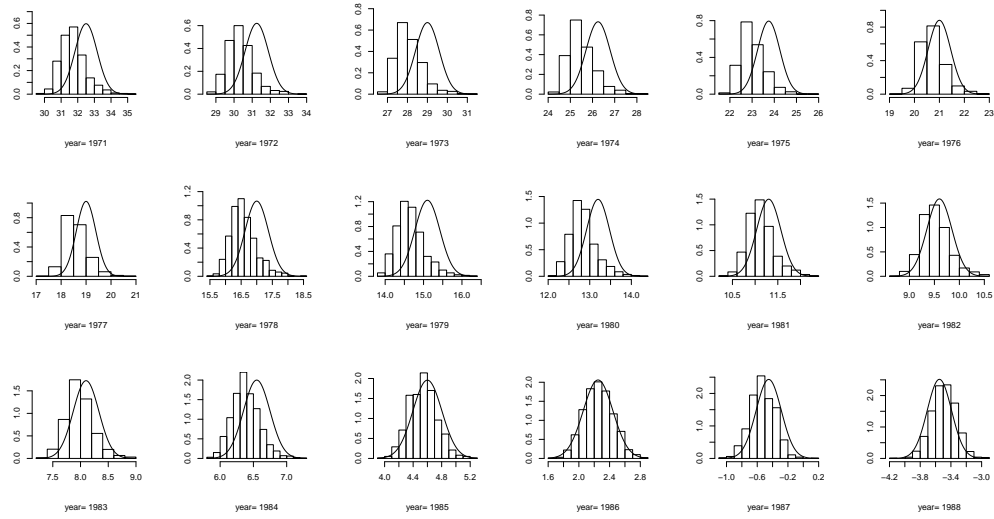 0.0 0.2 0.4 0.6
30 31 32 33 34 35
year= 1971
0.0 0.2 0.4 0.6
29 30 31 32 33 34
year= 1972
0.0 0.2 0.4 0.6 0.8
27 28 29 30 31
year= 1973
0.0 0.2 0.4 0.6 0.8
24 25 26 27 28
year= 1974
0.0 0.4 0.8
22 23 24 25 26
year= 1975
0.0 0.4 0.8
19 20 21 22 23
year= 1976
0.0 0.4 0.8
17 18 19 20 21
year= 1977
0.0 0.4 0.8 1.2
15.5 16.5 17.5 18.5
year= 1978
0.0 0.4 0.8 1.2
14.0 15.0 16.0
year= 1979
0.0 0.5 1.0 1.5
12.0 13.0 14.0
year= 1980
0.0 0.5 1.0 1.5
10.5 11.5
year= 1981
0.0 0.5 1.0 1.5
9.0 9.5 10.0 10.5
year= 1982
0.0 0.5 1.0 1.5
7.5 8.0 8.5 9.0
year= 1983
0.0 0.5 1.0 1.5 2.0
6.0 6.5 7.0
year= 1984
0.0 0.5 1.0 1.5 2.0
4.0 4.4 4.8 5.2
year= 1985
0.0 0.5 1.0 1.5 2.0
1.6 2.0 2.4 2.8
year= 1986
0.0 1.0 2.0
−1.0 −0.6 −0.2 0.2
year= 1987
0.0 1.0 2.0
−4.2 −3.8 −3.4 −3.0
year= 1988